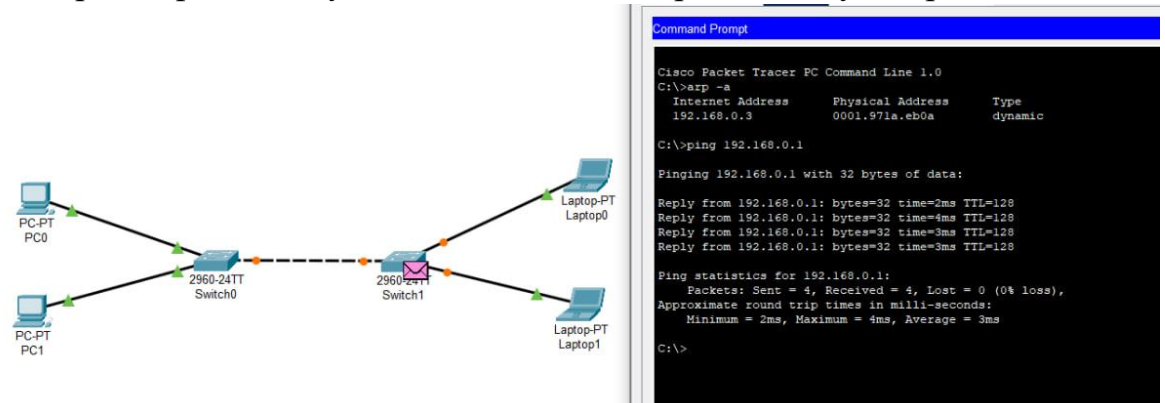 Command Prompt
Cisco Packet Tracer PC Command Line 1.0
C:\>arp -a
Internet Address Physical Address Type
192.168.0.3 0001.971a.eb0a dynamic
C:\>ping 192.168.0.1
Pinging 192.168.0.1 with 32 bytes of data:
Reply from 192.168.0.1: bytes=32 time=2ms TTL=128
Reply from 192.168.0.1: bytes=32 time=4ms TTL=128
Reply from 192.168.0.1: bytes=32 time=3ms TTL=128
Reply from 192.168.0.1: bytes=32 time=3ms TTL=128
Ping statistics for 192.168.0.1:
Packets: Sent = 4, Received = 4, Lost = 0 (0% loss),
Approximate round trip times in milli-seconds:
Minimum = 2ms, Maximum = 4ms, Average = 3ms
C:\>
PC-PT
PC0
PC-PT
PC1
2960-24TT
Switch0
2960-24TT
Switch1
Laptop-PT
Laptop0
Laptop-PT
Laptop1